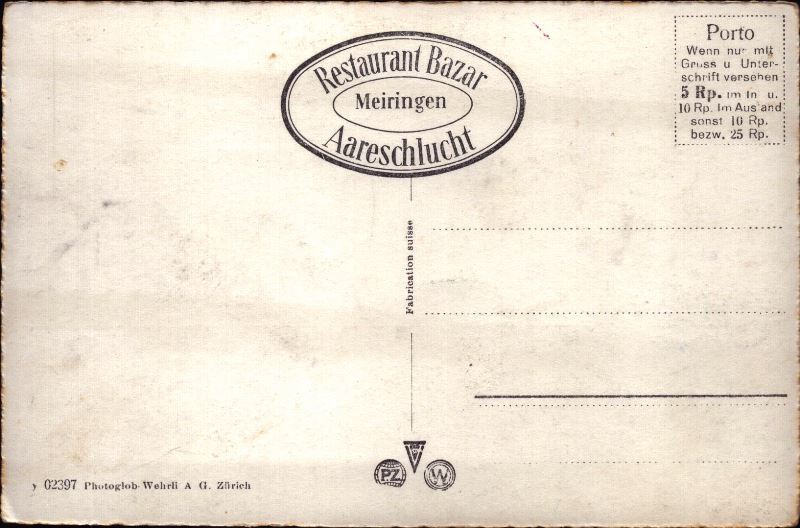 Restaurant Bazar
Meiringen
Aareschlucht
Porto
Wenn nur mit
Gruss u Unter-
schrift versehen
5 Rp. im In u.
10 Rp. Im Ausland
sonst 10 Rp.
bezw. 25 Rp.
Fabrication suisse
PZ
W
y 02397 Photoglob-Wehrli A G. Zürich